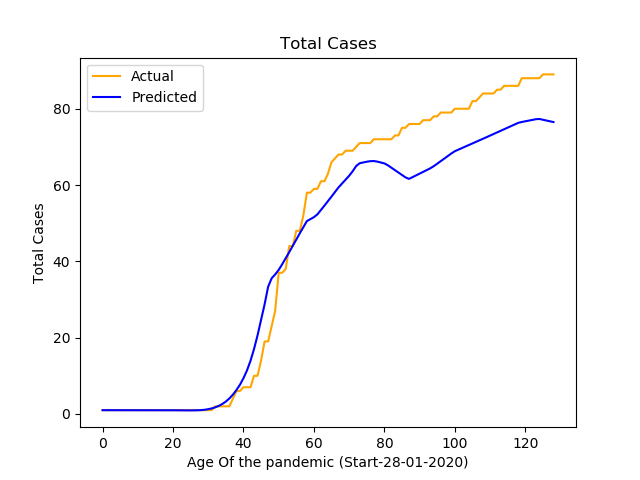 Total Cases
Actual
Predicted
80
60
40
20
0
Total Cases
0 20 40 60 80 100 120
Age Of the pandemic (Start-28-01-2020)